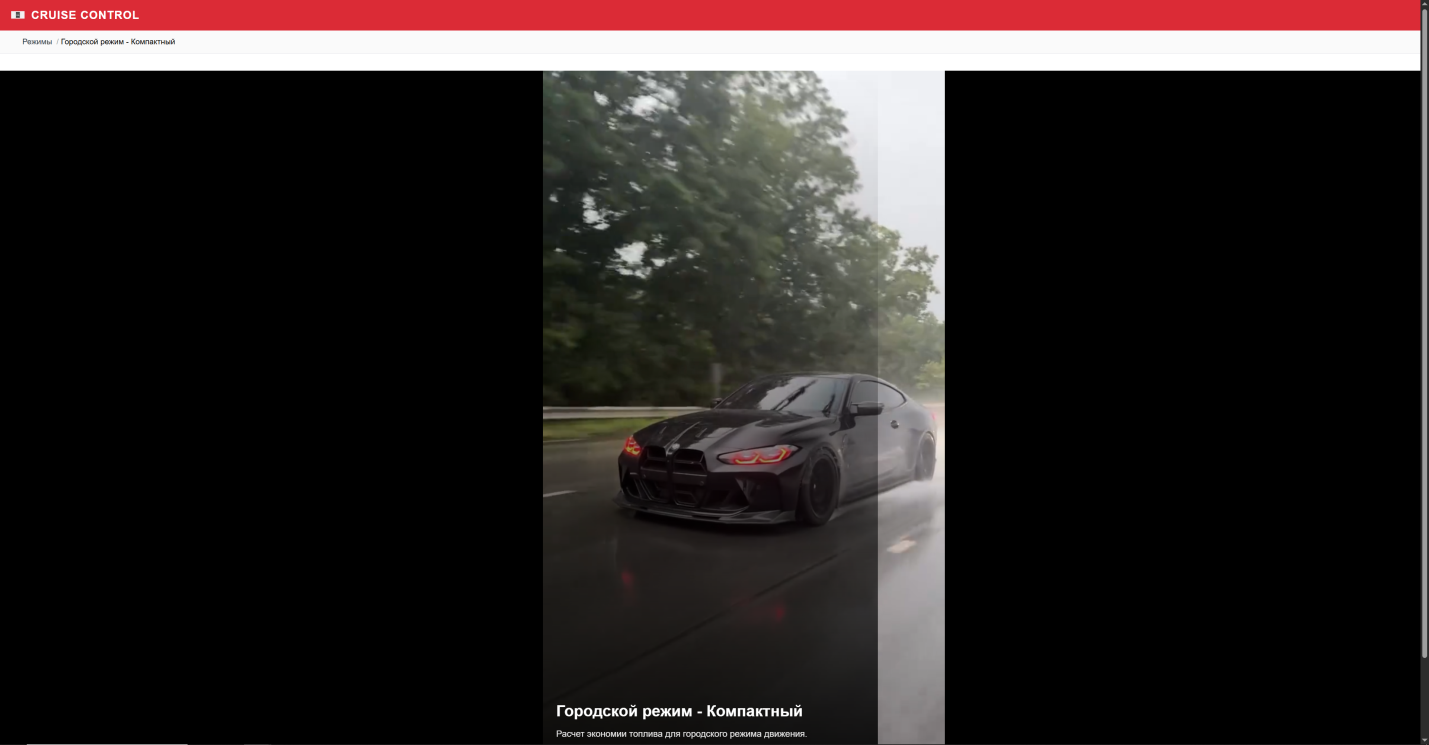 CRUISE CONTROL
Режимы / Городской режим - Компактный
Городской режим - Компактный
Расчет экономии топлива для городского режима движения.